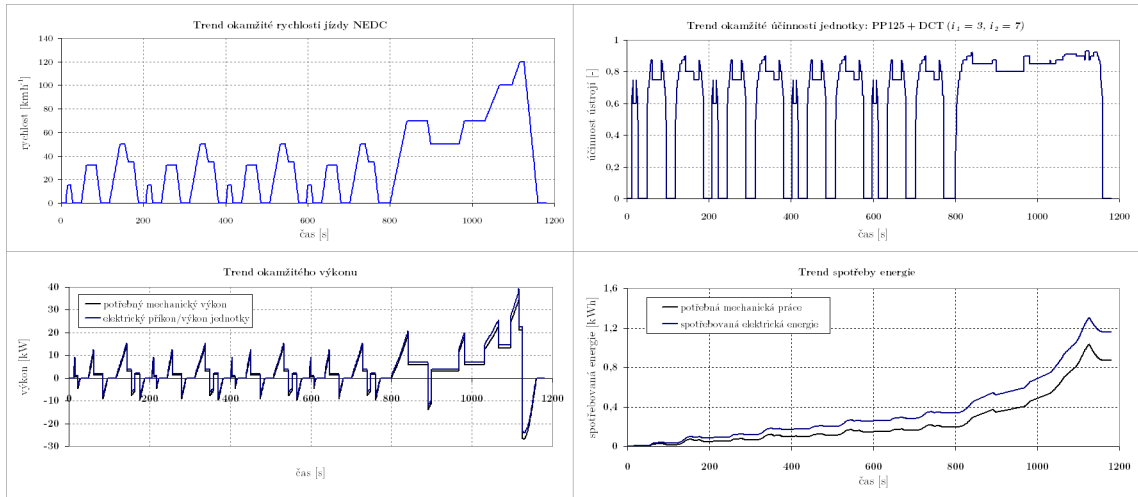 Trend okamžité rychlosti jízdy NEDC
rychlost [kmh⁻¹]
140
120
100
80
60
40
20
0
0 200 400 600 800 1000 1200
čas [s]
Trend okamžité účinnosti jednotky: PP125 + DCT (i₁ = 3, i₂ = 7)
účinnost ústrojí [-]
1
0,8
0,6
0,4
0,2
0
0 200 400 600 800 1000 1200
čas [s]
Trend okamžitého výkonu
potřebný mechanický výkon
elektrický příkon/výkon jednotky
výkon [kW]
40
30
20
10
0
-10
-20
-30
0 200 400 600 800 1000 1200
čas [s]
Trend spotřeby energie
potřebná mechanická práce
spotřebovaná elektrická energie
spotřebovaná energie [kWh]
1,6
1,2
0,8
0,4
0
0 200 400 600 800 1000 1200
čas [s]